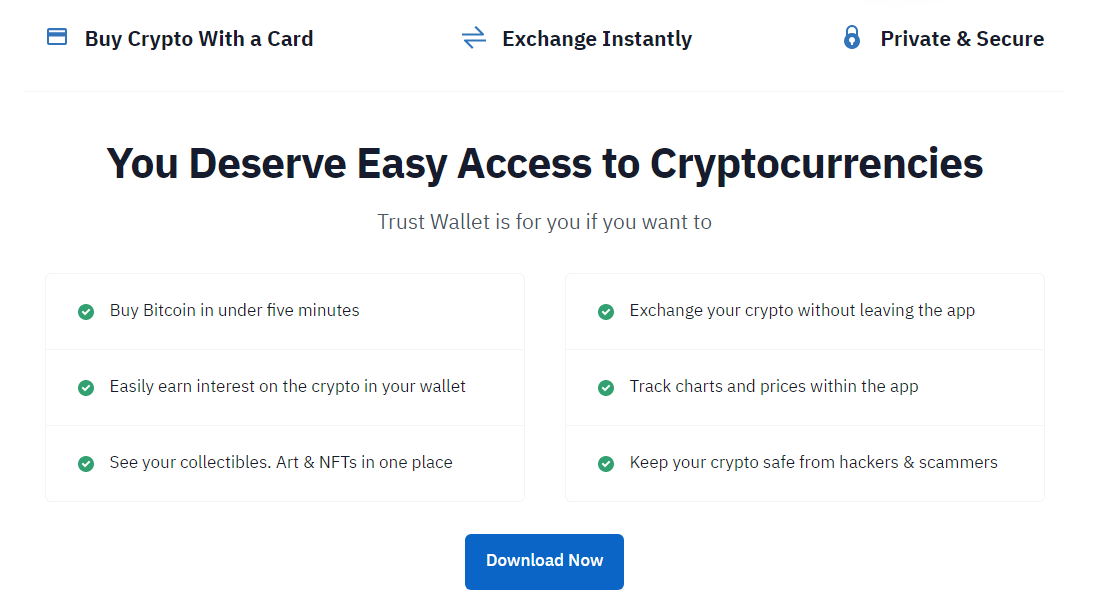 Buy Crypto With a Card
Exchange Instantly
Private & Secure
You Deserve Easy Access to Cryptocurrencies
Trust Wallet is for you if you want to
Buy Bitcoin in under five minutes
Easily earn interest on the crypto in your wallet
See your collectibles. Art & NFTs in one place
Exchange your crypto without leaving the app
Track charts and prices within the app
Keep your crypto safe from hackers & scammers
Download Now